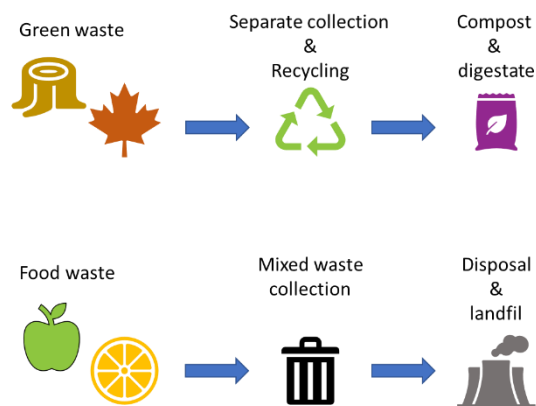 Green waste
Separate collection
&
Recycling
Compost
&
digestate
Food waste
Mixed waste
collection
Disposal
&
landfil